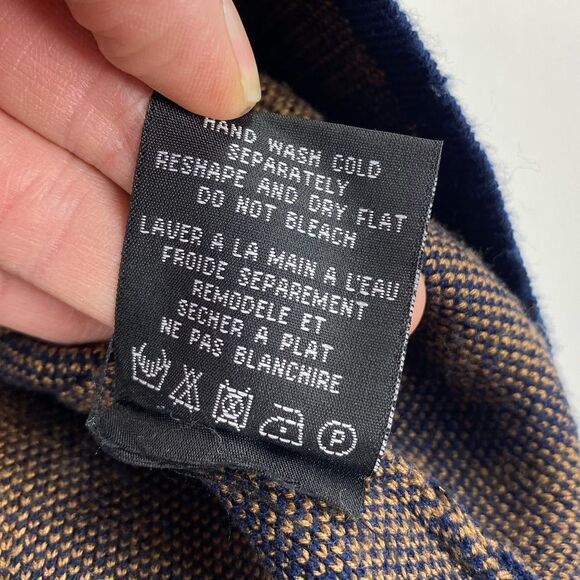 HAND WASH COLD
SEPARATELY
RESHAPE AND DRY FLAT
DO NOT BLEACH
LAVER A LA MAIN A L'EAU
FROIDE SEPAREMENT
REMODELE ET
SECHER A PLAT
NE PAS BLANCHIRE
P